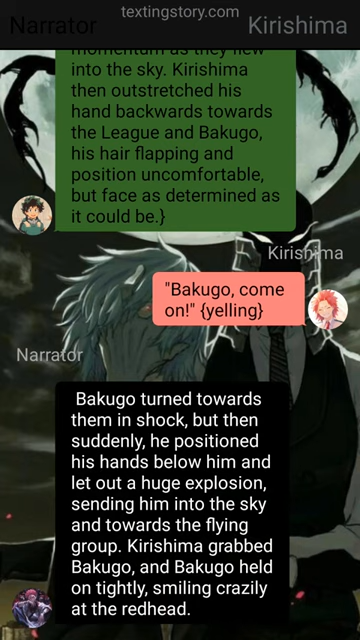 textingstory.com
Narrator
Kirishima
momentum as they flew
into the sky. Kirishima
then outstretched his
hand backwards towards
the League and Bakugo,
his hair flapping and
position uncomfortable,
but face as determined as
it could be.}
Kirishima
"Bakugo, come
on!" {yelling}
Narrator
Bakugo turned towards
them in shock, but then
suddenly, he positioned
his hands below him and
let out a huge explosion,
sending him into the sky
and towards the flying
group. Kirishima grabbed
Bakugo, and Bakugo held
on tightly, smiling crazily
at the redhead.